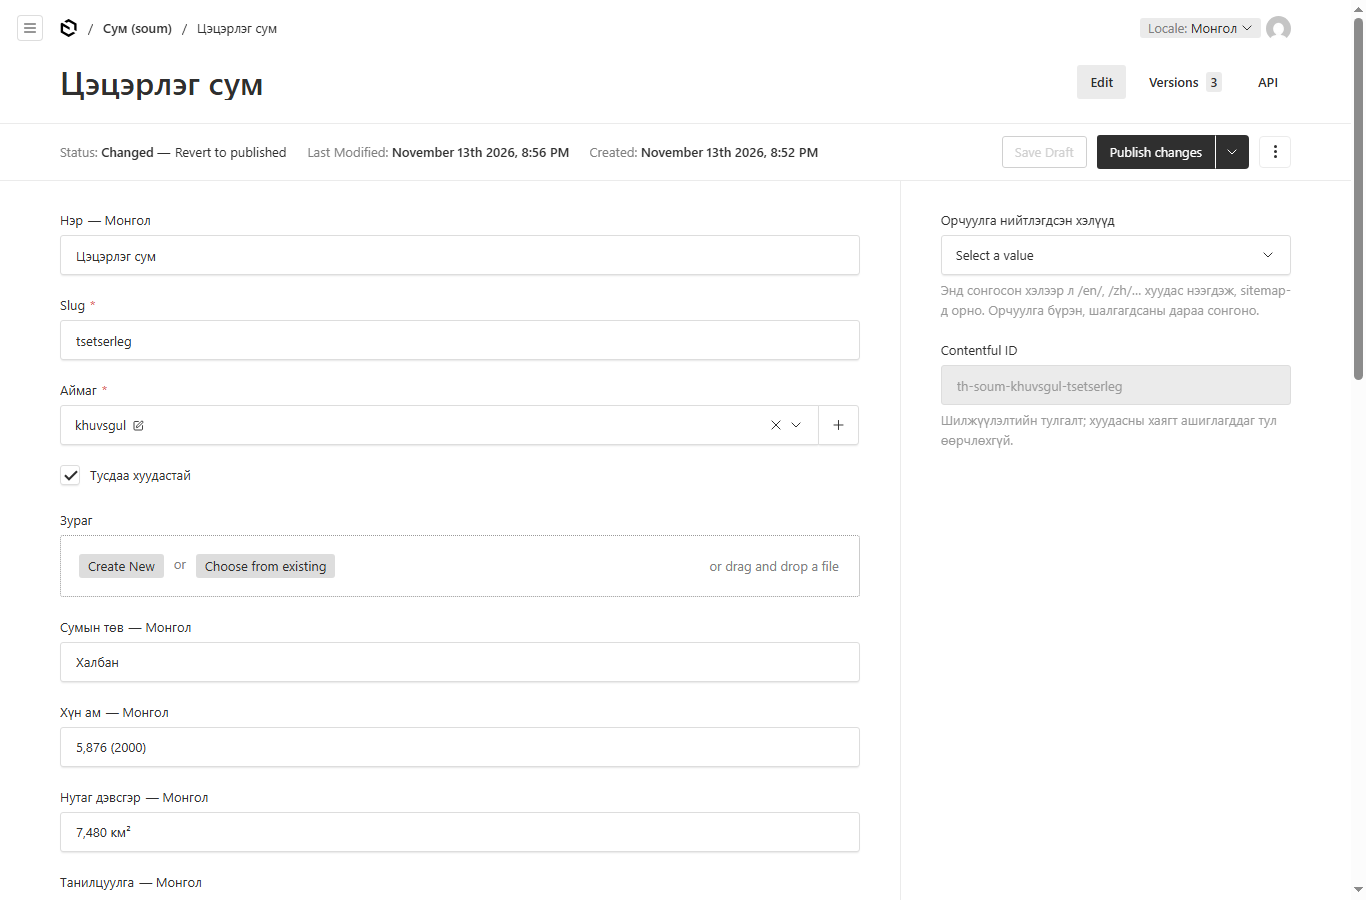 / Сум (soum) / Цэцэрлэг сум
Locale: Монгол
Цэцэрлэг сум
Edit
Versions 3
API
Status: Changed — Revert to published
Last Modified: November 13th 2026, 8:56 PM
Created: November 13th 2026, 8:52 PM
Save Draft
Publish changes
Нэр — Монгол
Цэцэрлэг сум
Slug *
tsetserleg
Аймаг *
khuvsgul
Тусдаа хуудастай
Зураг
Create New or Choose from existing
or drag and drop a file
Сумын төв — Монгол
Халбан
Хүн ам — Монгол
5,876 (2000)
Нутаг дэвсгэр — Монгол
7,480 км²
Танилцуулга — Монгол
Орчуулга нийтлэгдсэн хэлүүд
Select a value
Энд сонгосон хэлээр л /en/, /zh/… хуудас нээгдэж, sitemap-
д орно. Орчуулга бүрэн, шалгагдсаны дараа сонгоно.
Contentful ID
th-soum-khuvsgul-tsetserleg
Шилжүүлэлтийн тулгалт; хуудасны хаягт ашиглагддаг тул
өөрчлөхгүй.